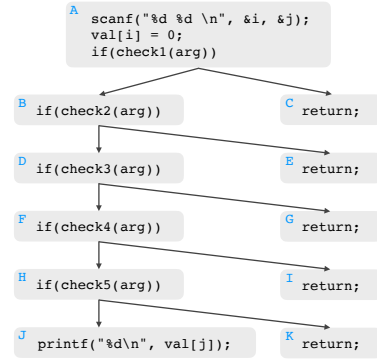 A
scanf("%d %d \n", &i, &j);
val[i] = 0;
if(check1(arg))
B if(check2(arg))
C return;
D if(check3(arg))
E return;
F if(check4(arg))
G return;
H if(check5(arg))
I return;
J printf("%d\n", val[j]);
K return;